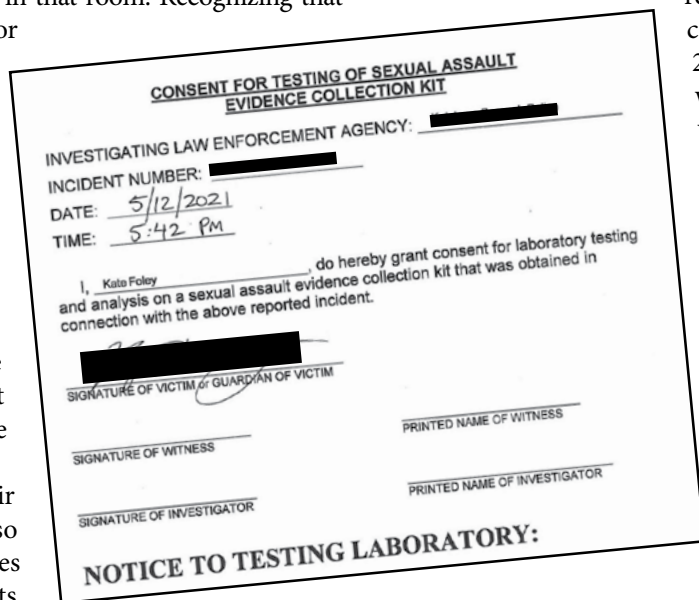 in that room. Recognizing that
or
CONSENT FOR TESTING OF SEXUAL ASSAULT
EVIDENCE COLLECTION KIT
INVESTIGATING LAW ENFORCEMENT AGENCY:
INCIDENT NUMBER:
DATE: 5/12/2021
TIME: 5:42 PM
I, Kate Foley, do hereby grant consent for laboratory testing
and analysis on a sexual assault evidence collection kit that was obtained in
connection with the above reported incident.
SIGNATURE OF VICTIM or GUARDIAN OF VICTIM
SIGNATURE OF WITNESS
PRINTED NAME OF WITNESS
SIGNATURE OF INVESTIGATOR
PRINTED NAME OF INVESTIGATOR
NOTICE TO TESTING LABORATORY: